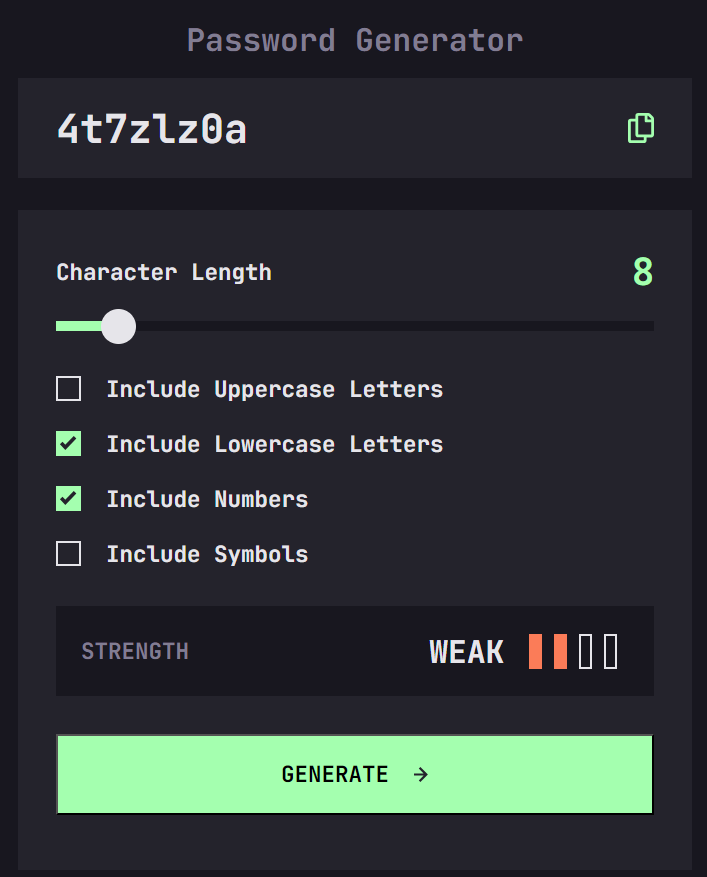 Password Generator
4t7zlz0a
Character Length
8
Include Uppercase Letters
Include Lowercase Letters
Include Numbers
Include Symbols
STRENGTH
WEAK
GENERATE →